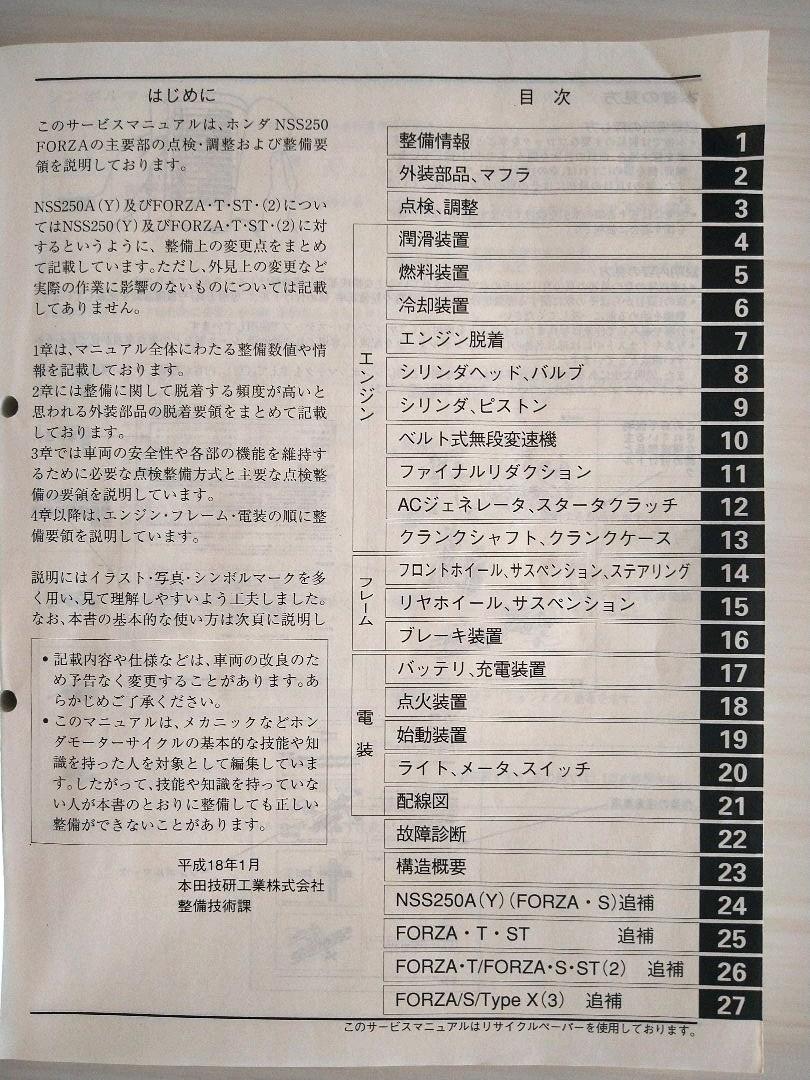 はじめに
このサービスマニュアルは、ホンダ NSS250
FORZAの主要部の点検・調整および整備要
領を説明しております。
NSS250A(Y)及びFORZA・T・ST・(2)につい
てはNSS250(Y)及びFORZA・T・ST・(2)に対
するというように、整備上の変更点をまとめ
て記載しています。ただし、外見上の変更など
実際の作業に影響のないものについては記載
してありません。
1章は、マニュアル全体にわたる整備数値や情
報を記載しております。
2章には整備に関して脱着する頻度が高いと
思われる外装部品の脱着要領をまとめて記載
しております。
3章では車両の安全性や各部の機能を維持す
るために必要な点検整備方式と主要な点検整
備の要領を説明しています。
4章以降は、エンジン・フレーム・電装の順に整
備要領を説明しています。
説明にはイラスト・写真・シンボルマークを多
く用い、見て理解しやすいよう工夫しました。
なお、本書の基本的な使い方は次頁に説明し
• 記載内容や仕様などは、車両の改良のた
め予告なく変更することがあります。あ
らかじめご了承ください。
• このマニュアルは、メカニックなどホン
ダモーターサイクルの基本的な技能や知
識を持った人を対象として編集していま
す。したがって、技能や知識を持っていな
い人が本書のとおりに整備しても正しい
整備ができないことがあります。
平成18年1月
本田技研工業株式会社
整備技術課
目 次
整備情報 1
外装部品、マフラ 2
点検、調整 3
エンジン
潤滑装置 4
燃料装置 5
冷却装置 6
エンジン脱着 7
シリンダヘッド、バルブ 8
シリンダ、ピストン 9
ベルト式無段変速機 10
ファイナルリダクション 11
ACジェネレータ、スタータクラッチ 12
クランクシャフト、クランクケース 13
フレーム
フロントホイール、サスペンション、ステアリング 14
リヤホイール、サスペンション 15
ブレーキ装置 16
電装
バッテリ、充電装置 17
点火装置 18
始動装置 19
ライト、メータ、スイッチ 20
配線図 21
故障診断 22
構造概要 23
NSS250A(Y)(FORZA・S)追補 24
FORZA・T・ST 追補 25
FORZA・T/FORZA・S・ST(2) 追補 26
FORZA/S/Type X(3) 追補 27
このサービスマニュアルはリサイクルペーパーを使用しております。